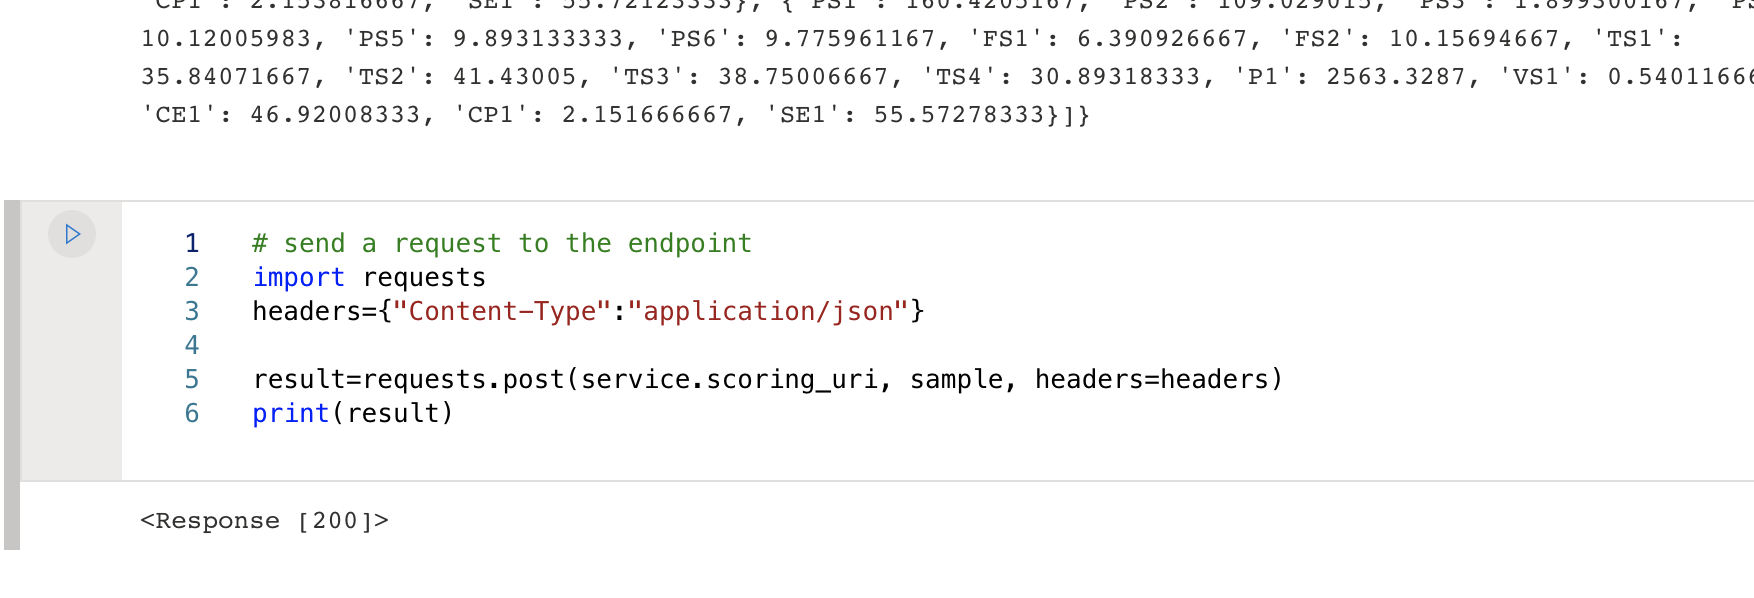 'CP1': 2.153816667, 'SE1': 55.72123333}, {'PS1': 160.4205167, 'PS2': 109.029015, 'PS3': 1.899300167,
10.12005983, 'PS5': 9.893133333, 'PS6': 9.775961167, 'FS1': 6.390926667, 'FS2': 10.15694667, 'TS1':
35.84071667, 'TS2': 41.43005, 'TS3': 38.75006667, 'TS4': 30.89318333, 'P1': 2563.3287, 'VS1': 0.54011666
'CE1': 46.92008333, 'CP1': 2.151666667, 'SE1': 55.57278333}]}
1 # send a request to the endpoint
2 import requests
3 headers={"Content-Type":"application/json"}
4
5 result=requests.post(service.scoring_uri, sample, headers=headers)
6 print(result)
<Response [200]>